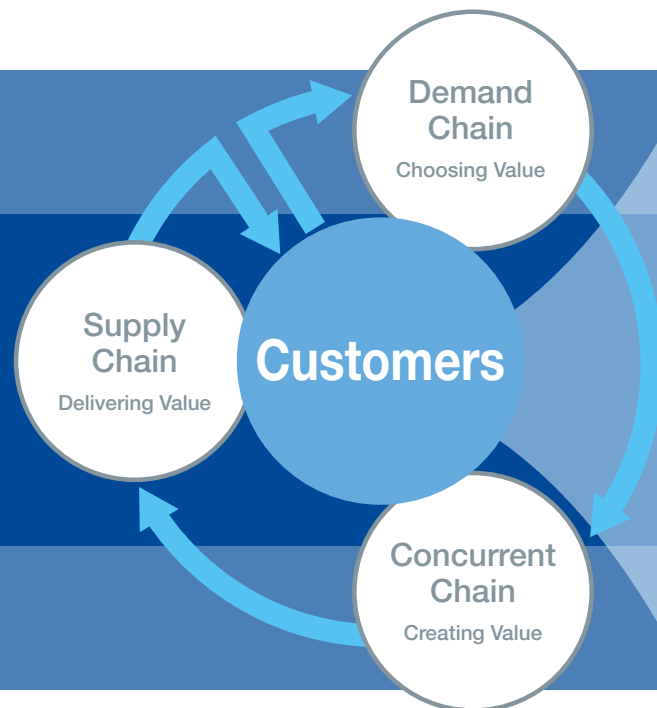 Demand
Chain
Choosing Value
Supply
Chain
Delivering Value
Customers
Concurrent
Chain
Creating Value